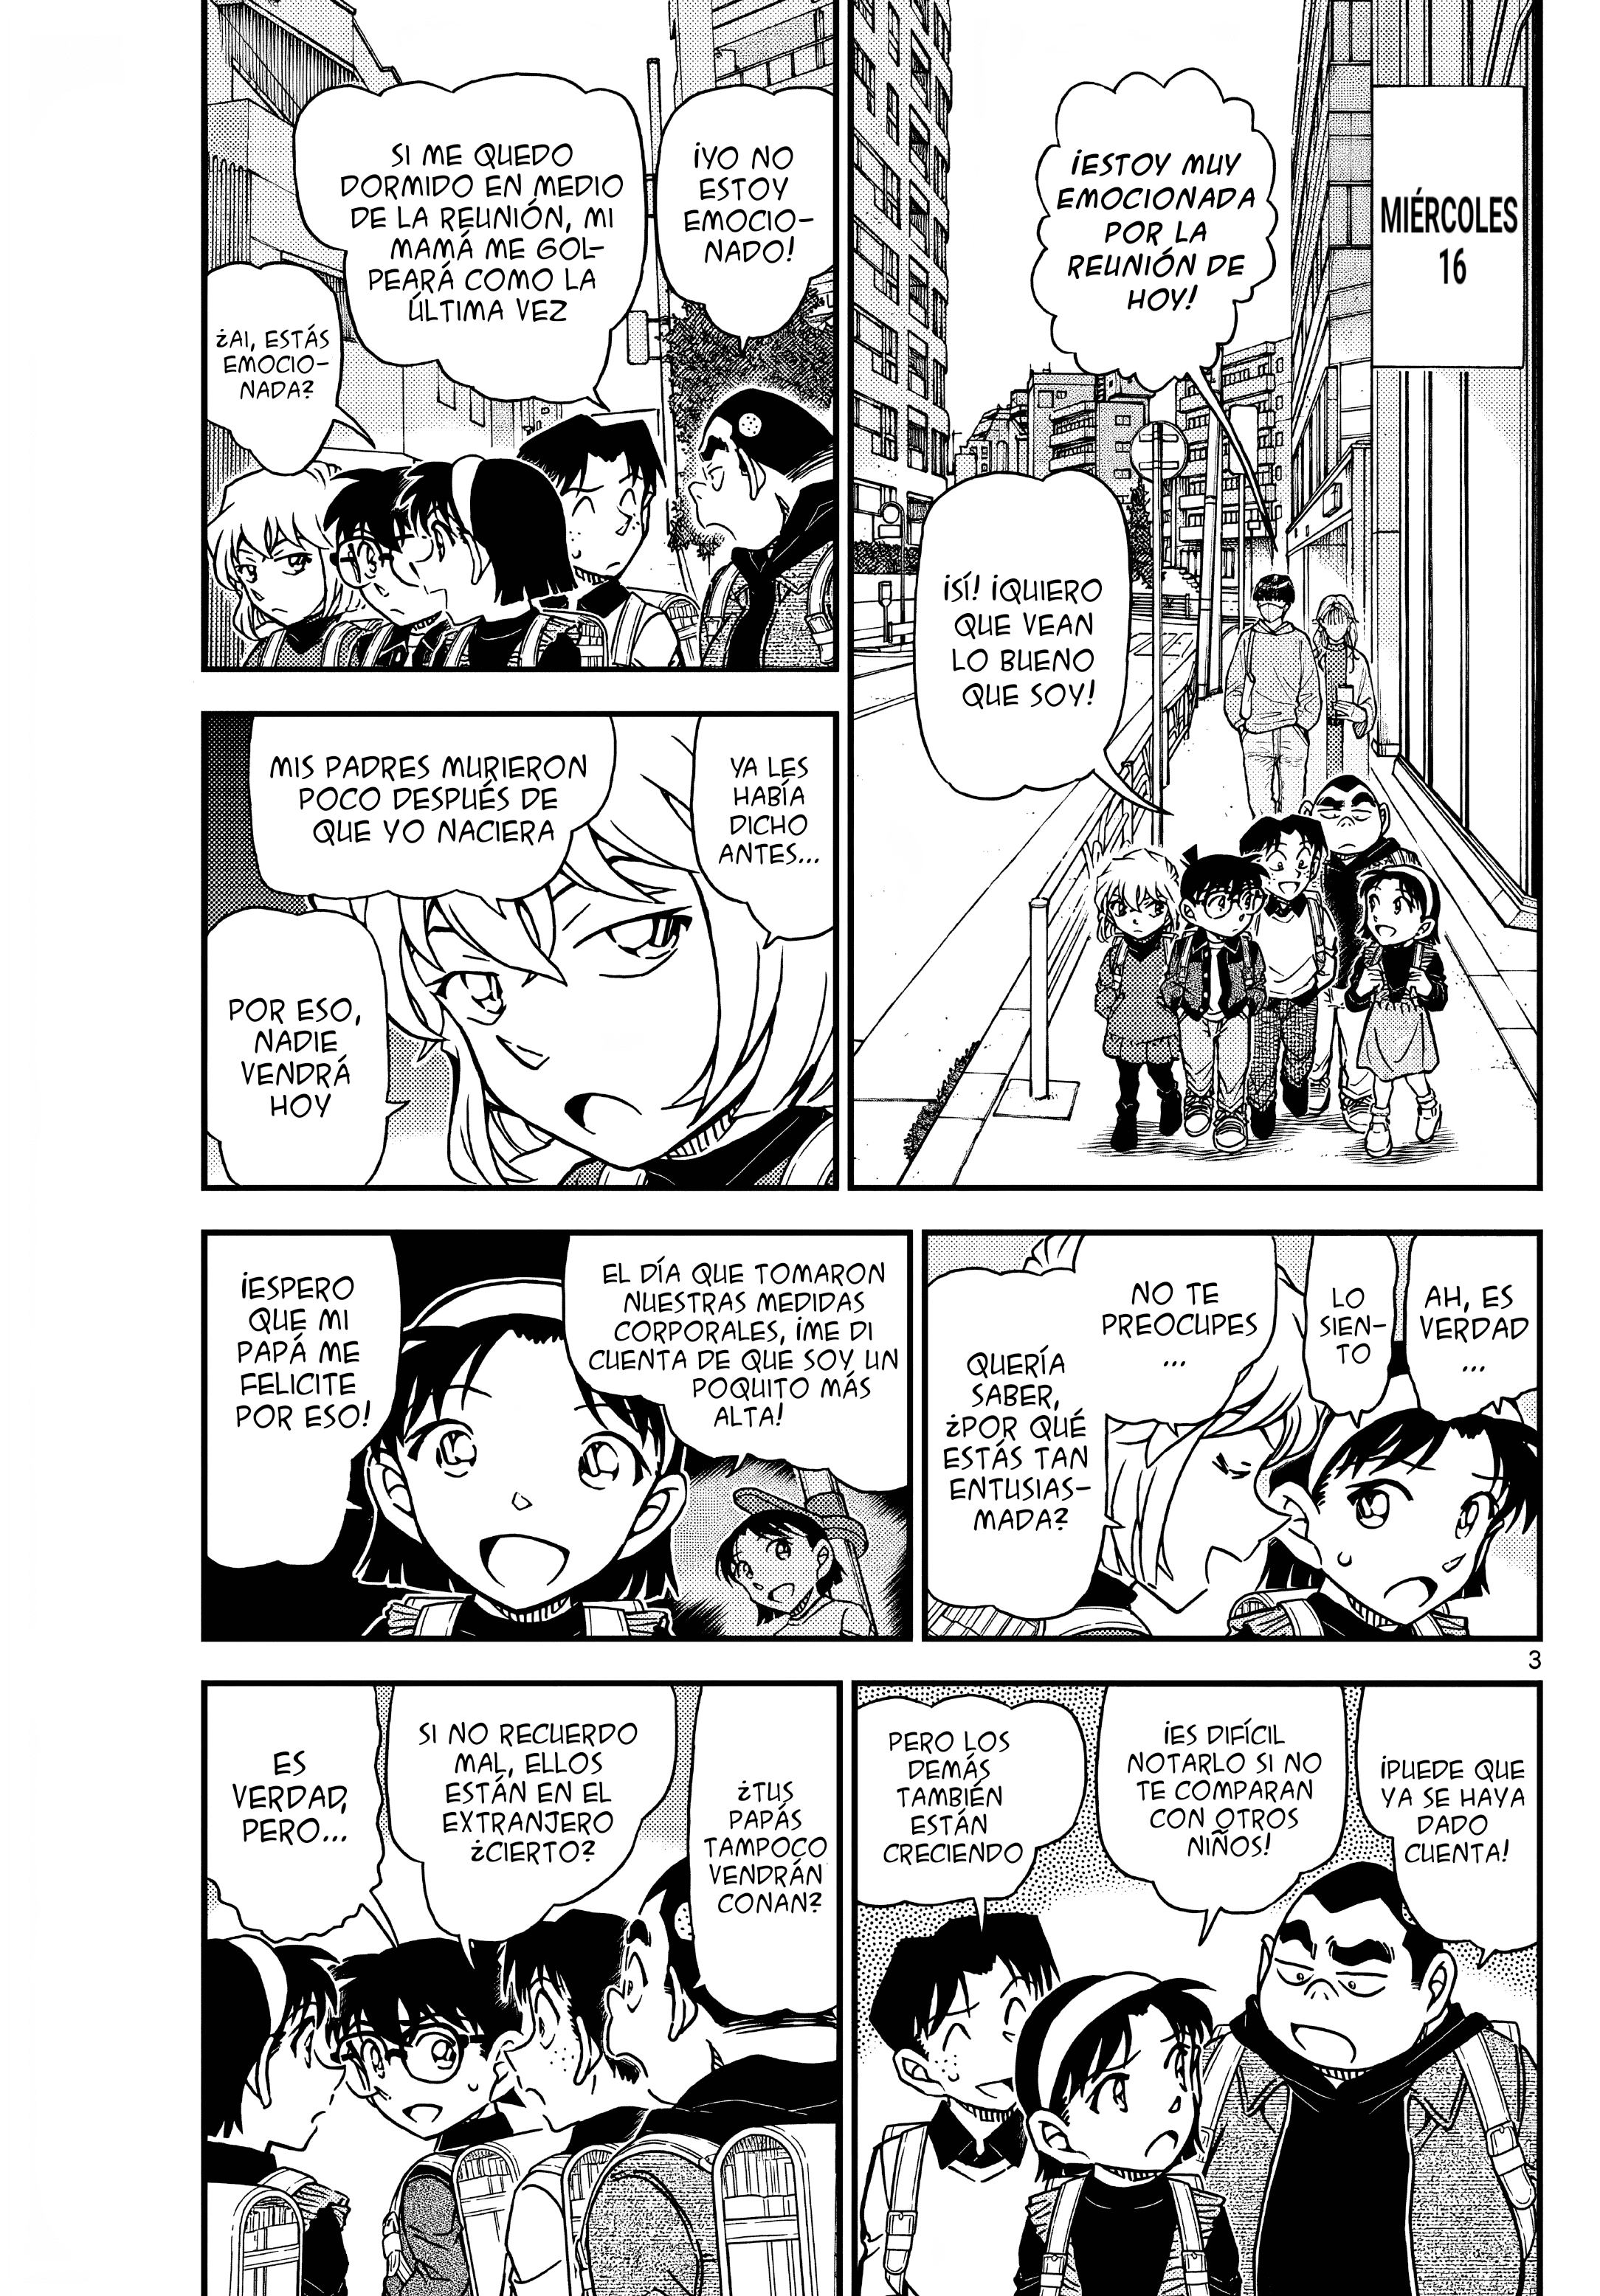 MIÉRCOLES
16
¡ESTOY MUY
EMOCIONADA
POR LA
REUNIÓN DE
HOY!
¡SÍ! ¡QUIERO
QUE VEAN
LO BUENO
QUE SOY!
¡YO NO
ESTOY
EMOCIO-
NADO!
SI ME QUEDO
DORMIDO EN MEDIO
DE LA REUNIÓN, MI
MAMÁ ME GOL-
PEARÁ COMO LA
ÚLTIMA VEZ
¿AI, ESTÁS
EMOCIO-
NADA?
YA LES
HABÍA
DICHO
ANTES...
MIS PADRES MURIERON
POCO DESPUÉS DE
QUE YO NACIERA
POR ESO,
NADIE
VENDRÁ
HOY
AH, ES
VERDAD
...
LO
SIEN-
TO
NO TE
PREOCUPES
...
QUERÍA
SABER,
¿POR QUÉ
ESTÁS TAN
ENTUSIAS-
MADA?
EL DÍA QUE TOMARON
NUESTRAS MEDIDAS
CORPORALES, ¡ME DI
CUENTA DE QUE SOY UN
POQUITO MÁS
ALTA!
¡ESPERO
QUE MI
PAPÁ ME
FELICITE
POR ESO!
3
¡PUEDE QUE
YA SE HAYA
DADO
CUENTA!
¡ES DIFÍCIL
NOTARLO SI NO
TE COMPARAN
CON OTROS
NIÑOS!
PERO LOS
DEMÁS
TAMBIÉN
ESTÁN
CRECIENDO
¿TUS
PAPÁS
TAMPOCO
VENDRÁN
CONAN?
SI NO RECUERDO
MAL, ELLOS
ESTÁN EN EL
EXTRANJERO
¿CIERTO?
ES
VERDAD,
PERO...